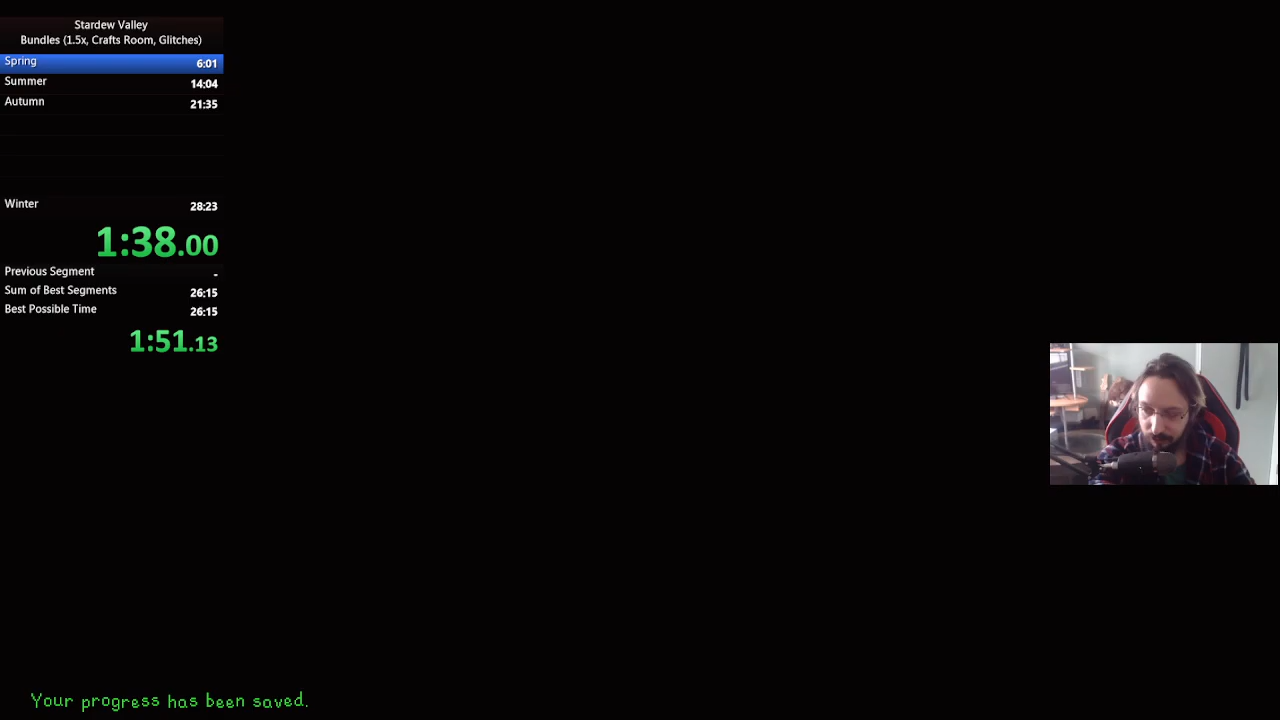 Stardew Valley
Bundles (1.5x, Crafts Room, Glitches)
Spring 6:01
Summer 14:04
Autumn 21:35
Winter 28:23
1:38.00
Previous Segment -
Sum of Best Segments 26:15
Best Possible Time 26:15
1:51.13
Your progress has been saved.